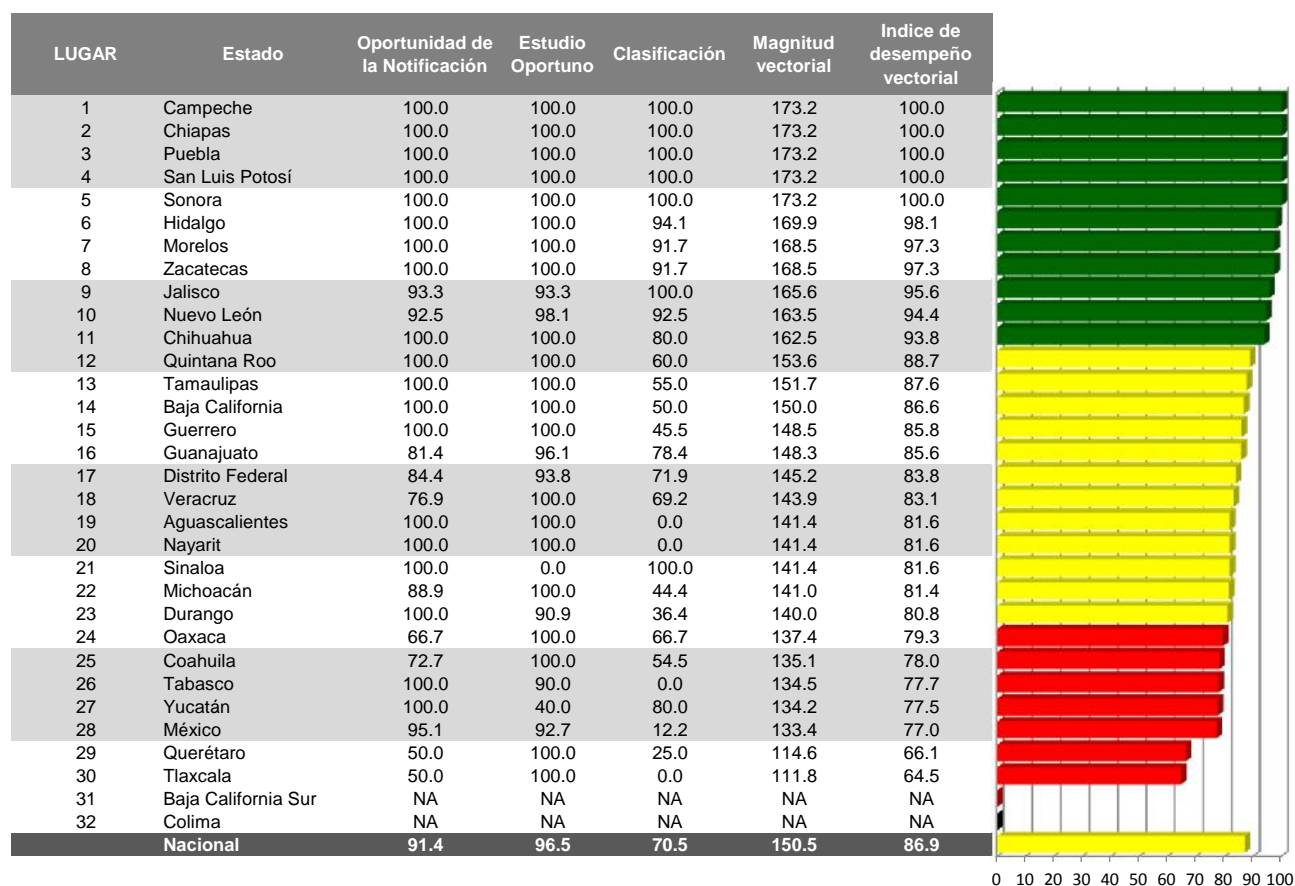 LUGAR Estado Oportunidad de la Notificación Estudio Oportuno Clasificación Magnitud vectorial Indice de desempeño vectorial
1 Campeche 100.0 100.0 100.0 173.2 100.0
2 Chiapas 100.0 100.0 100.0 173.2 100.0
3 Puebla 100.0 100.0 100.0 173.2 100.0
4 San Luis Potosí 100.0 100.0 100.0 173.2 100.0
5 Sonora 100.0 100.0 100.0 173.2 100.0
6 Hidalgo 100.0 100.0 94.1 169.9 98.1
7 Morelos 100.0 100.0 91.7 168.5 97.3
8 Zacatecas 100.0 100.0 91.7 168.5 97.3
9 Jalisco 93.3 93.3 100.0 165.6 95.6
10 Nuevo León 92.5 98.1 92.5 163.5 94.4
11 Chihuahua 100.0 100.0 80.0 162.5 93.8
12 Quintana Roo 100.0 100.0 60.0 153.6 88.7
13 Tamaulipas 100.0 100.0 55.0 151.7 87.6
14 Baja California 100.0 100.0 50.0 150.0 86.6
15 Guerrero 100.0 100.0 45.5 148.5 85.8
16 Guanajuato 81.4 96.1 78.4 148.3 85.6
17 Distrito Federal 84.4 93.8 71.9 145.2 83.8
18 Veracruz 76.9 100.0 69.2 143.9 83.1
19 Aguascalientes 100.0 100.0 0.0 141.4 81.6
20 Nayarit 100.0 100.0 0.0 141.4 81.6
21 Sinaloa 100.0 0.0 100.0 141.4 81.6
22 Michoacán 88.9 100.0 44.4 141.0 81.4
23 Durango 100.0 90.9 36.4 140.0 80.8
24 Oaxaca 66.7 100.0 66.7 137.4 79.3
25 Coahuila 72.7 100.0 54.5 135.1 78.0
26 Tabasco 100.0 90.0 0.0 134.5 77.7
27 Yucatán 100.0 40.0 80.0 134.2 77.5
28 México 95.1 92.7 12.2 133.4 77.0
29 Querétaro 50.0 100.0 25.0 114.6 66.1
30 Tlaxcala 50.0 100.0 0.0 111.8 64.5
31 Baja California Sur NA NA NA NA NA
32 Colima NA NA NA NA NA
Nacional 91.4 96.5 70.5 150.5 86.9
0 10 20 30 40 50 60 70 80 90 100